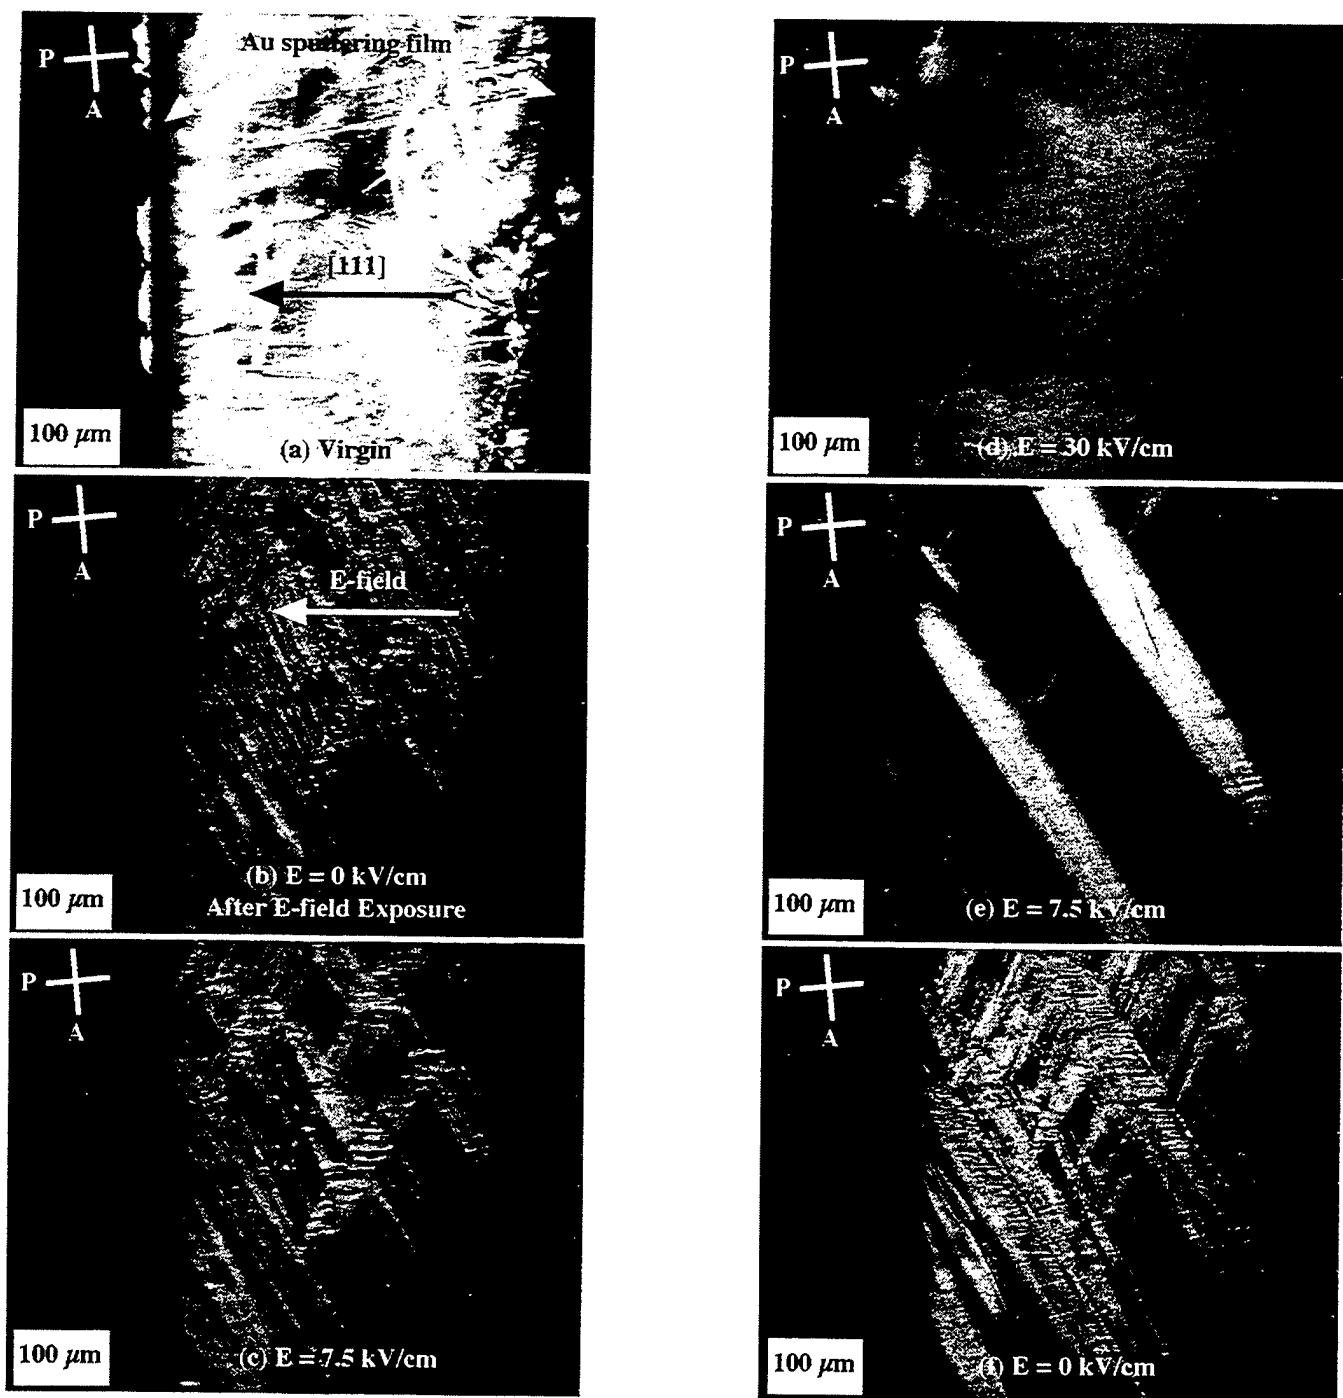 Au sputtering film
P
A
[111]
100 μm
(a) Virgin
P
A
E-field
(b) E = 0 kV/cm
100 μm
After E-field Exposure
P
A
100 μm
(c) E = 7.5 kV/cm
P
A
100 μm
(d) E = 30 kV/cm
P
A
100 μm
(e) E = 7.5 kV/cm
P
A
100 μm
(f) E = 0 kV/cm